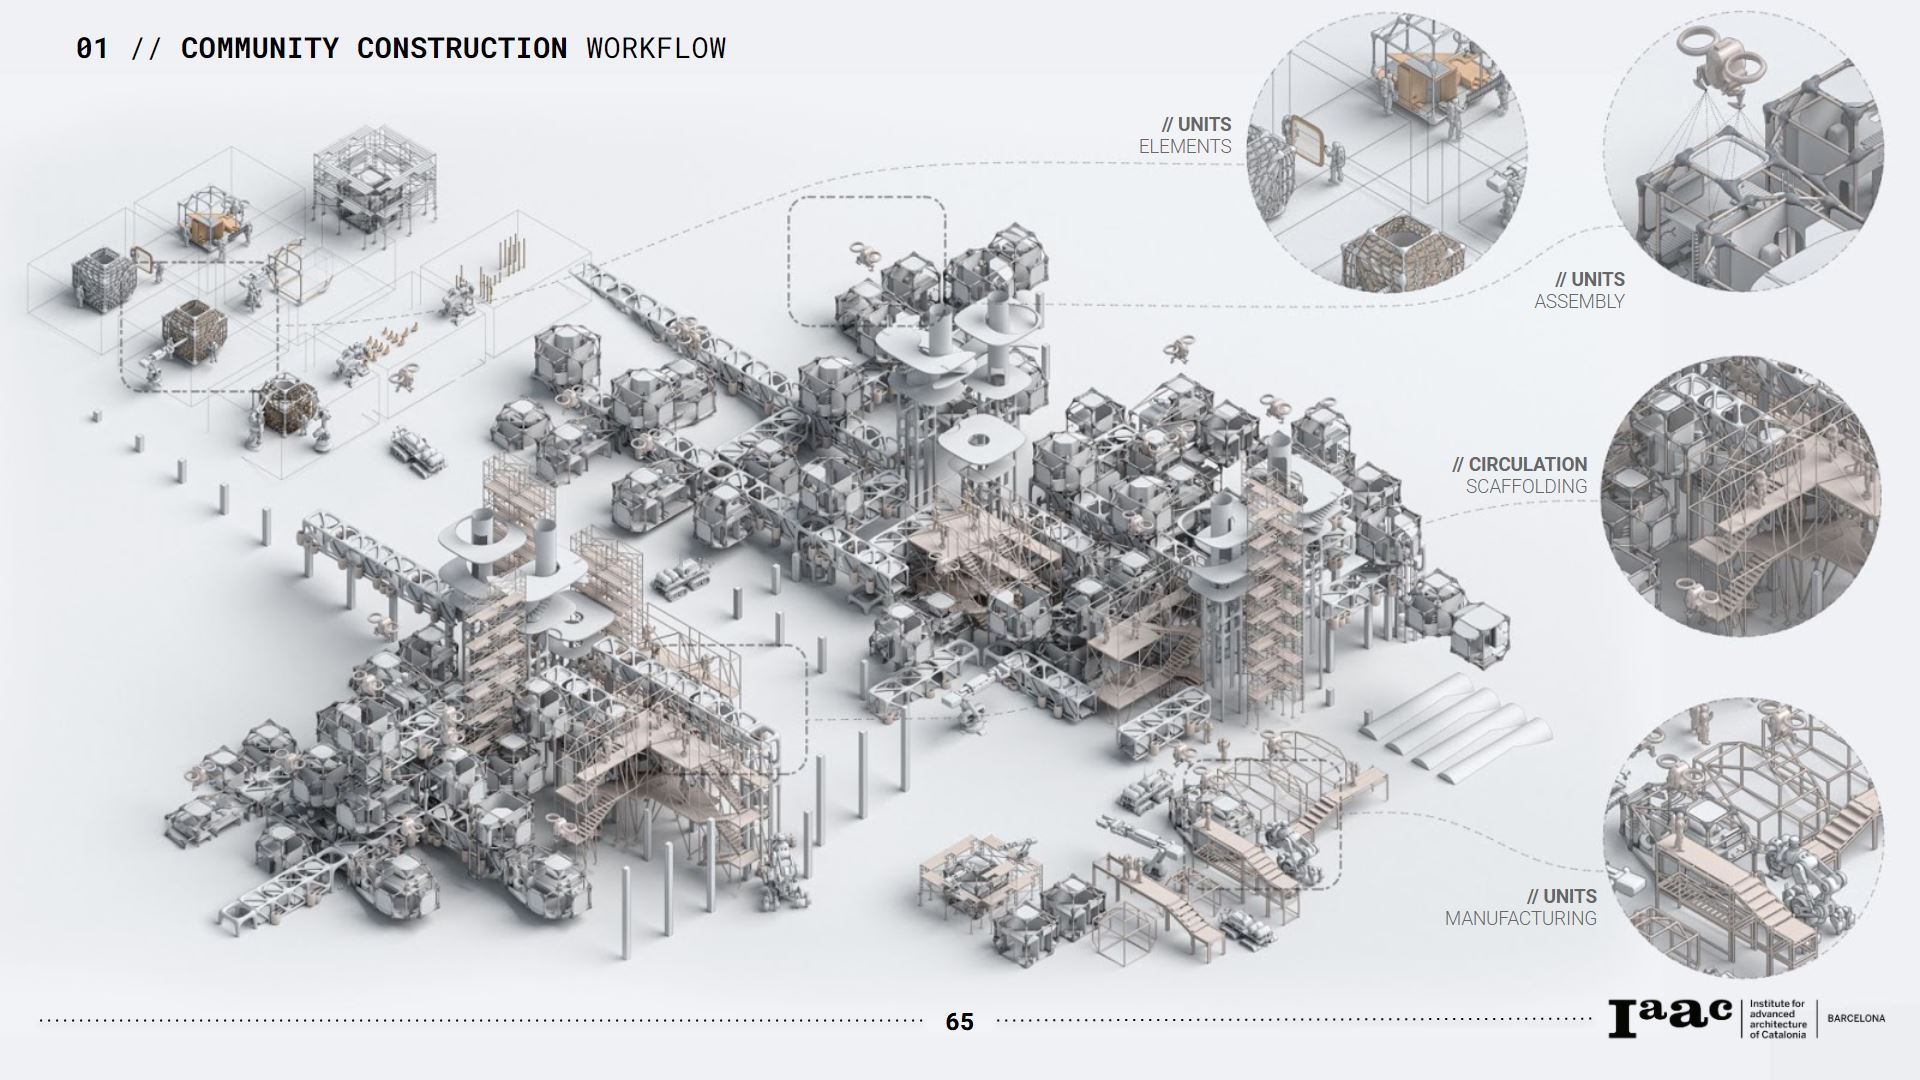 01 // COMMUNITY CONSTRUCTION WORKFLOW
// UNITS
ELEMENTS
// UNITS
ASSEMBLY
// CIRCULATION
SCAFFOLDING
// UNITS
MANUFACTURING
65
Iaac
Institute for
advanced
architecture
of Catalonia
BARCELONA